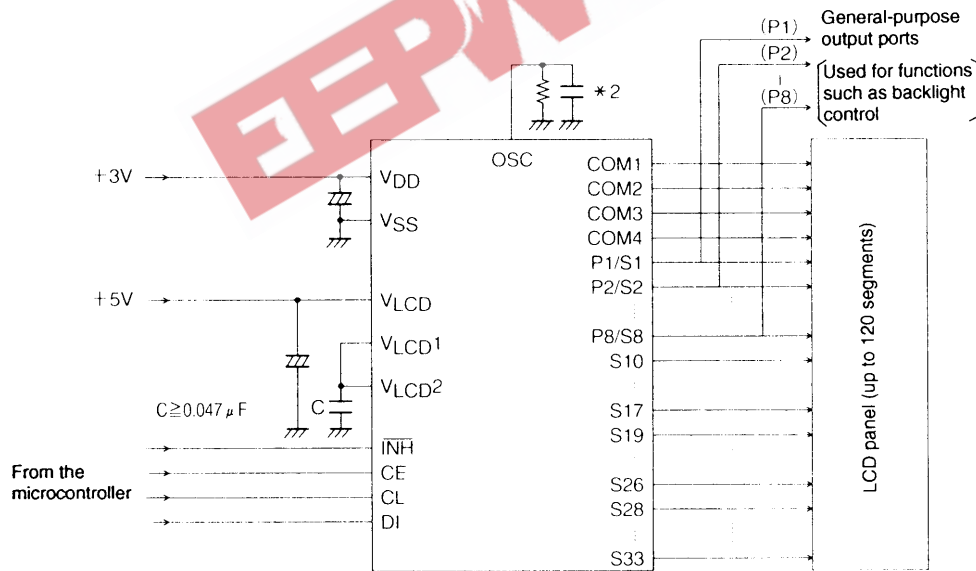 EEPW
(P1)
General-purpose
output ports
(P2)
(P8)
Used for functions
such as backlight
control
*2
OSC
+3V
VDD
VSS
+5V
VLCD
VLCD1
VLCD2
C≧0.047μF
C
From the
microcontroller
INH
CE
CL
DI
COM1
COM2
COM3
COM4
P1/S1
P2/S2
P8/S8
S10
S17
S19
S26
S28
S33
LCD panel (up to 120 segments)